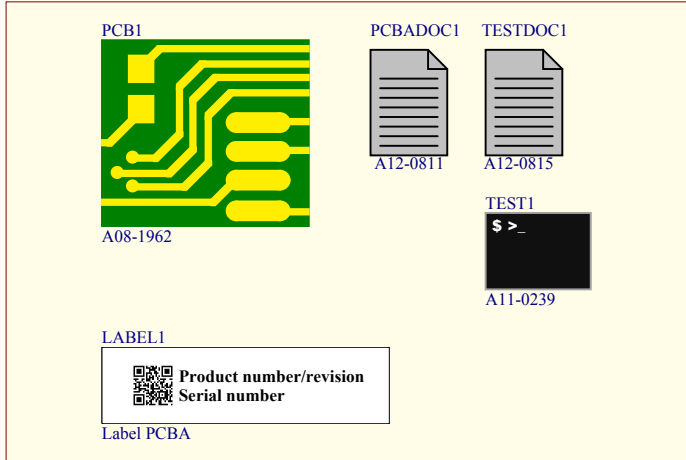 PCB1
PCBADOC1
TESTDOC1
A12-0811
A12-0815
TEST1
$ >_
A08-1962
A11-0239
LABEL1
Product number/revision
Serial number
Label PCBA